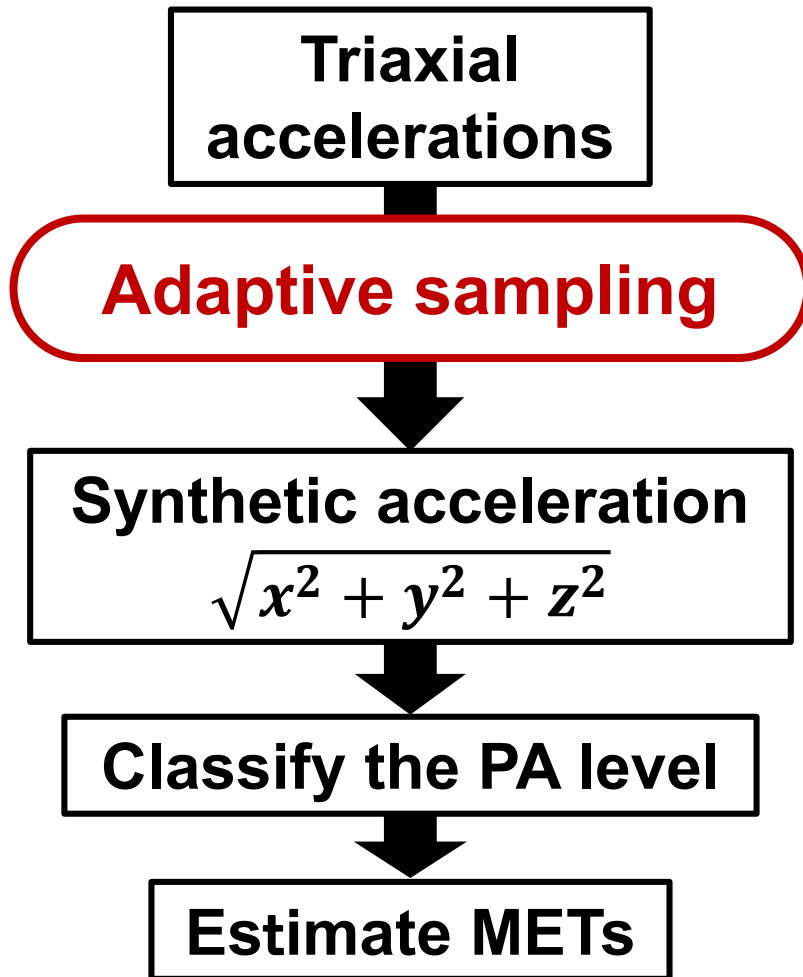 Triaxial
accelerations
Adaptive sampling
Synthetic acceleration
√x² + y² + z²
Classify the PA level
Estimate METs